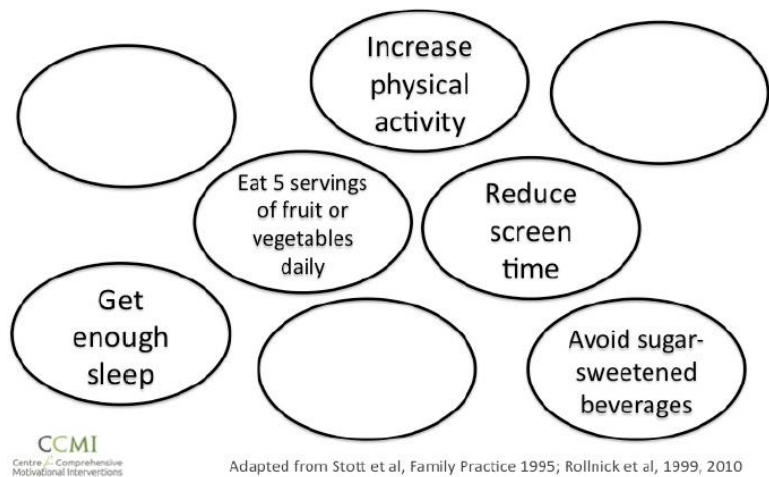 Increase
physical
activity
Eat 5 servings
of fruit or
vegetables
daily
Reduce
screen
time
Get
enough
sleep
Avoid sugar-
sweetened
beverages
CCMI
Centre for Comprehensive
Motivational Interventions
Adapted from Stott et al, Family Practice 1995; Rollnick et al, 1999, 2010